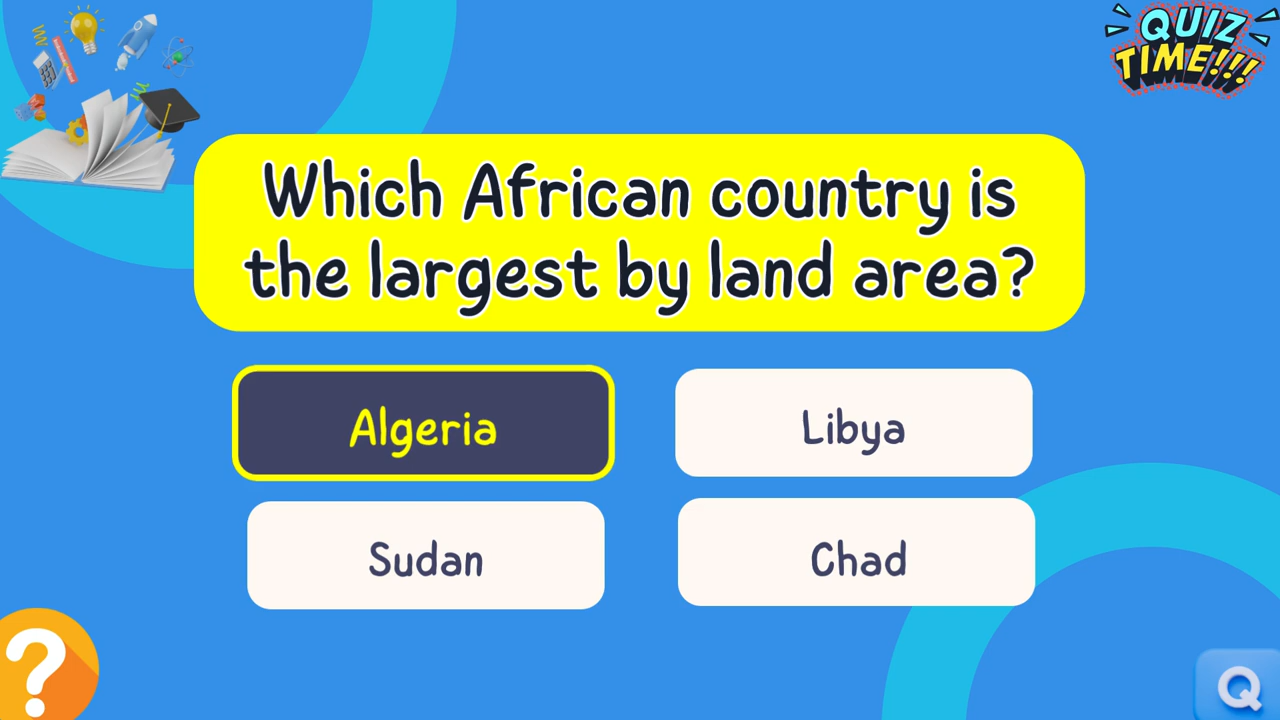 QUIZ
TIME!!!
Which African country is
the largest by land area?
Algeria
Libya
Sudan
Chad
?
Q